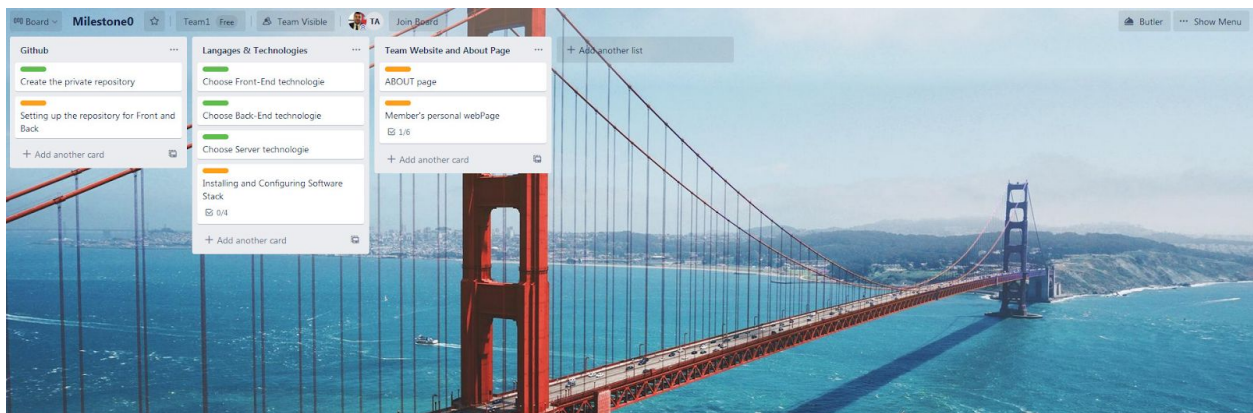 Board
Milestone0
Team1 Free
Team Visible
TA
Join Board
Butler
··· Show Menu
Github
Create the private repository
Setting up the repository for Front and
Back
+ Add another card
Langages & Technologies
Choose Front-End technologie
Choose Back-End technologie
Choose Server technologie
Installing and Configuring Software
Stack
0/4
+ Add another card
Team Website and About Page
ABOUT page
Member's personal webPage
1/6
+ Add another card
+ Add another list